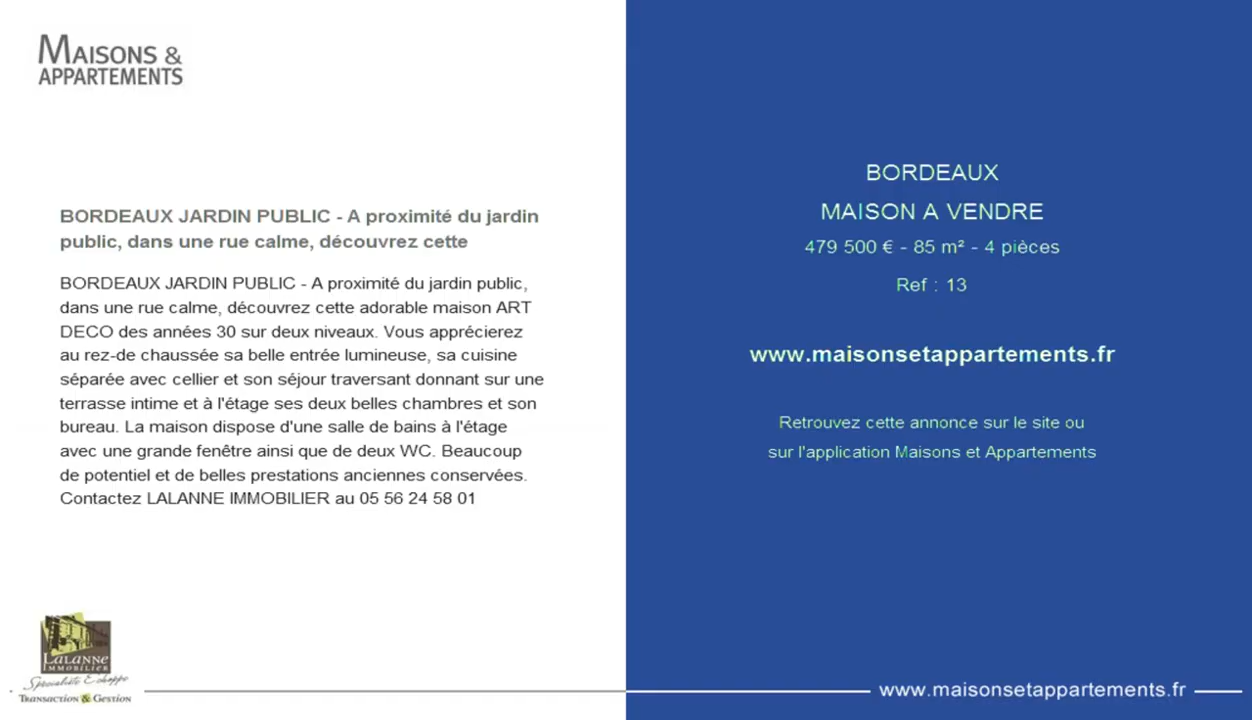 MAISONS &
APPARTEMENTS
BORDEAUX JARDIN PUBLIC - A proximité du jardin
public, dans une rue calme, découvrez cette
BORDEAUX JARDIN PUBLIC - A proximité du jardin public,
dans une rue calme, découvrez cette adorable maison ART
DECO des années 30 sur deux niveaux. Vous apprécierez
au rez-de chaussée sa belle entrée lumineuse, sa cuisine
séparée avec cellier et son séjour traversant donnant sur une
terrasse intime et à l'étage ses deux belles chambres et son
bureau. La maison dispose d'une salle de bains à l'étage
avec une grande fenêtre ainsi que de deux WC. Beaucoup
de potentiel et de belles prestations anciennes conservées.
Contactez LALANNE IMMOBILIER au 05 56 24 58 01
LALANNE
IMMOBILIER
Spécialiste Echoppe
TRANSACTION & GESTION
BORDEAUX
MAISON A VENDRE
479 500 € - 85 m² - 4 pièces
Ref : 13
www.maisonsetappartements.fr
Retrouvez cette annonce sur le site ou
sur l'application Maisons et Appartements
www.maisonsetappartements.fr